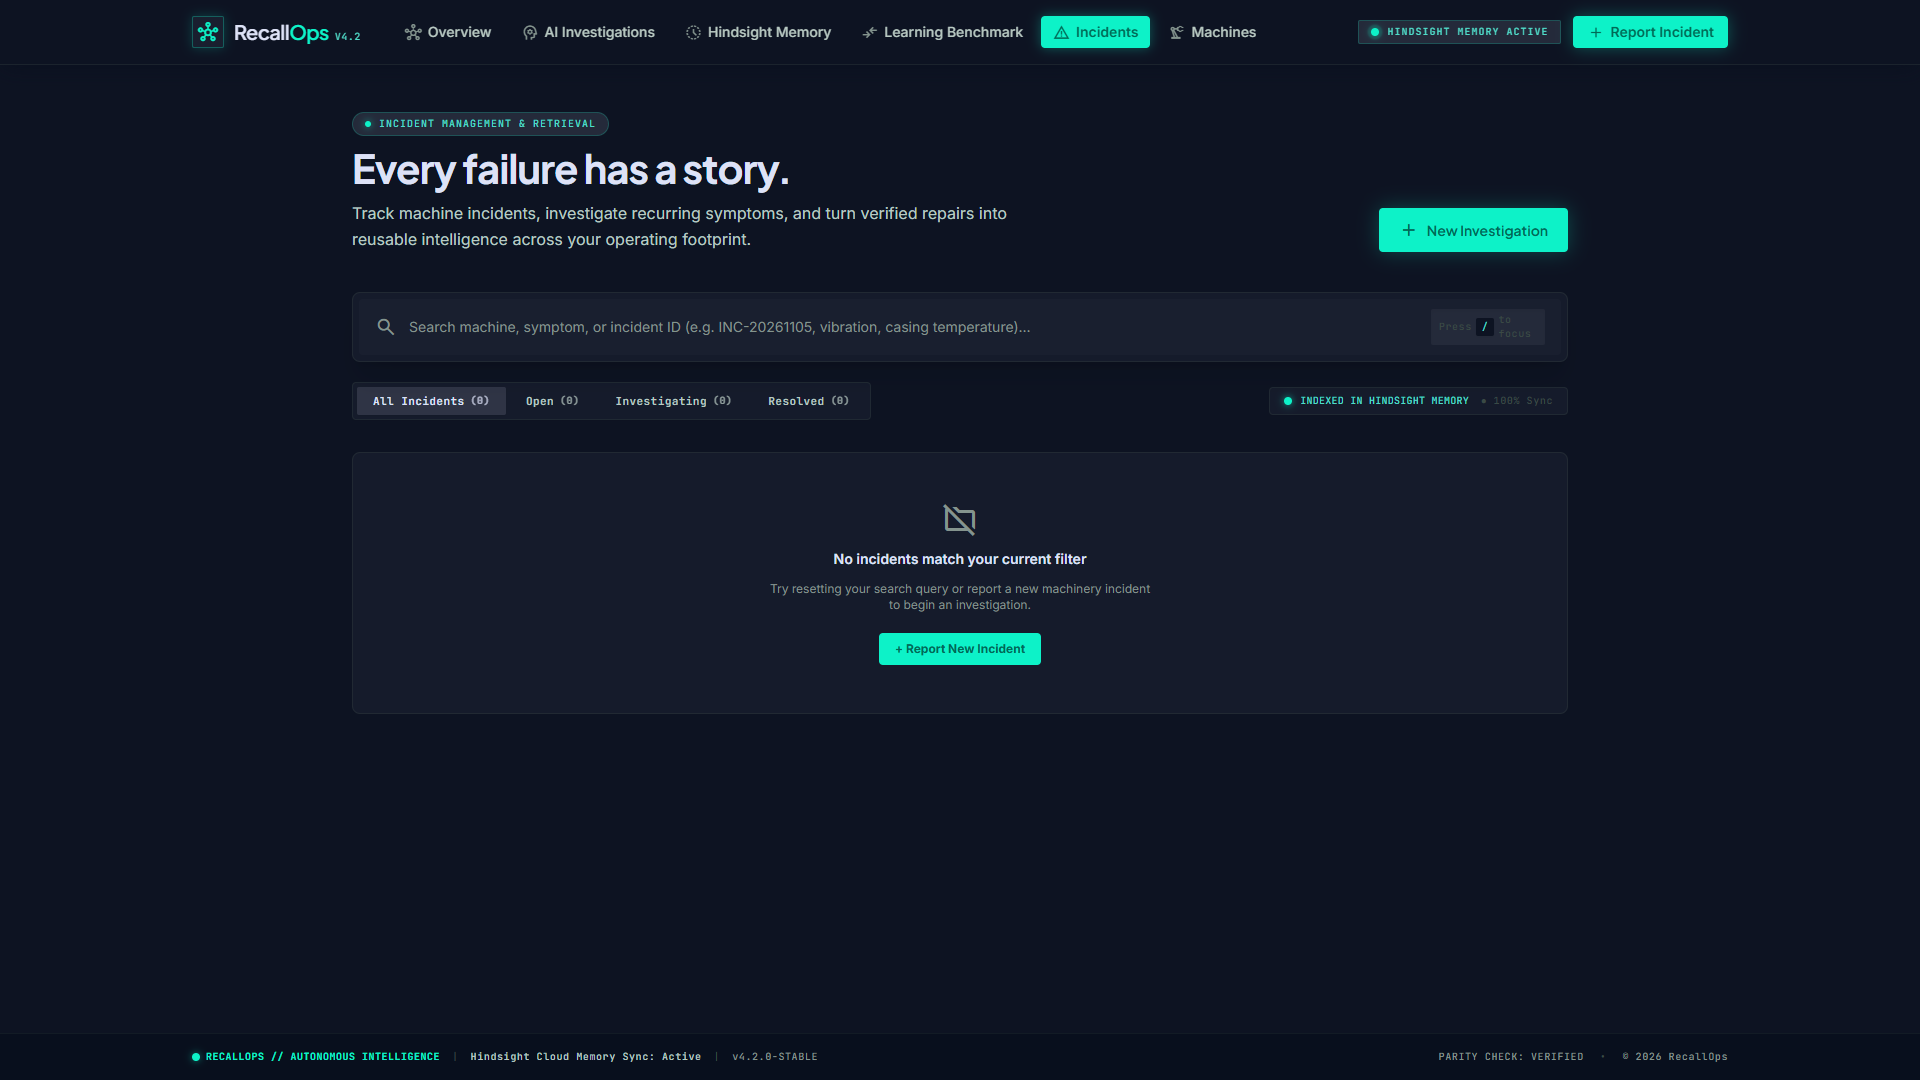 RecallOps V4.2
Overview
AI Investigations
Hindsight Memory
Learning Benchmark
Incidents
Machines
HINDSIGHT MEMORY ACTIVE
+ Report Incident
INCIDENT MANAGEMENT & RETRIEVAL
Every failure has a story.
Track machine incidents, investigate recurring symptoms, and turn verified repairs into
reusable intelligence across your operating footprint.
+ New Investigation
Search machine, symptom, or incident ID (e.g. INC-20261105, vibration, casing temperature)...
Press / to focus
All Incidents (0)
Open (0)
Investigating (0)
Resolved (0)
INDEXED IN HINDSIGHT MEMORY • 100% Sync
No incidents match your current filter
Try resetting your search query or report a new machinery incident
to begin an investigation.
+ Report New Incident
RECALLOPS // AUTONOMOUS INTELLIGENCE | Hindsight Cloud Memory Sync: Active | v4.2.0-STABLE
PARITY CHECK: VERIFIED • © 2026 RecallOps